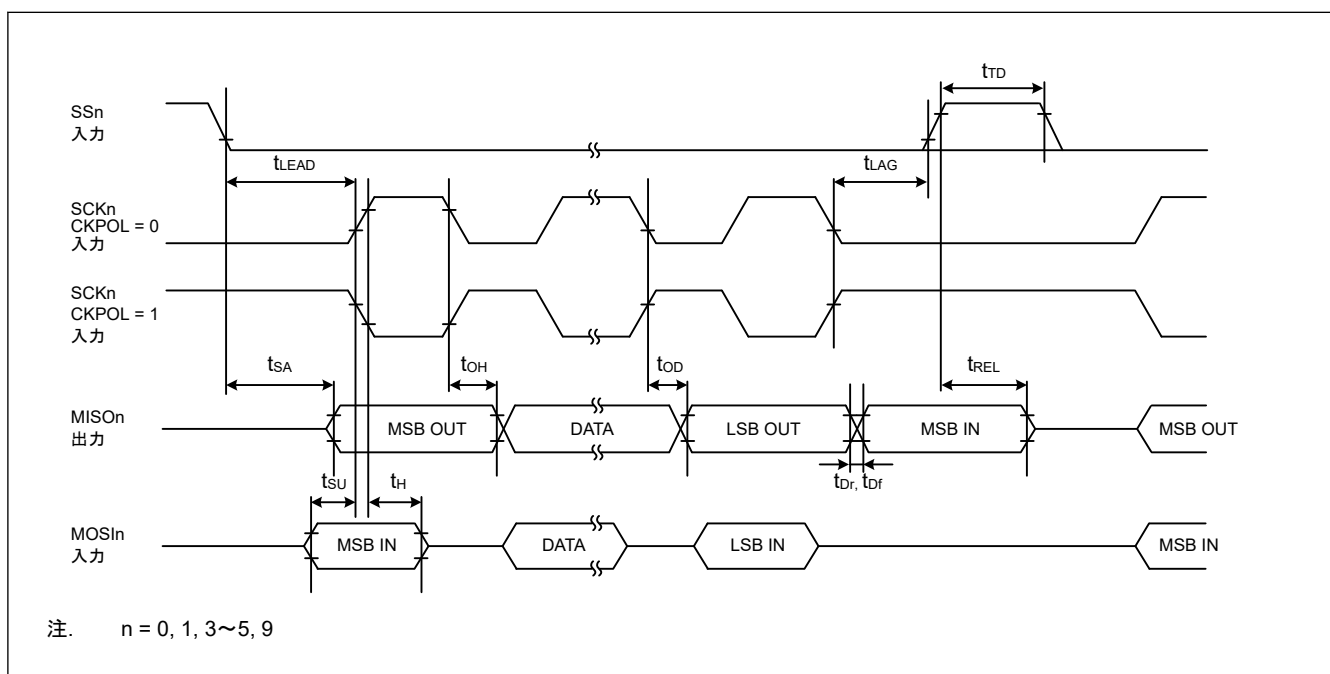 tTD
SSn
入力
tLEAD
tLAG
SCKn
CKPOL = 0
入力
SCKn
CKPOL = 1
入力
tSA
tOH
tOD
tREL
MISOn
出力
MSB OUT
DATA
LSB OUT
MSB IN
MSB OUT
tSU
tH
tDr, tDf
MOSIn
入力
MSB IN
DATA
LSB IN
MSB IN
注. n = 0, 1, 3～5, 9